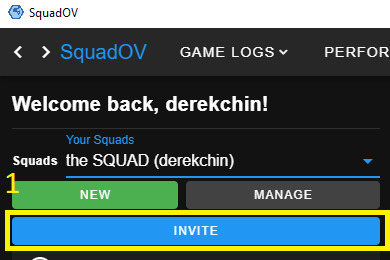 SquadOV
SquadOV GAME LOGS PERFOR
Welcome back, derekchin!
Your Squads
Squads the SQUAD (derekchin)
1
NEW MANAGE
INVITE